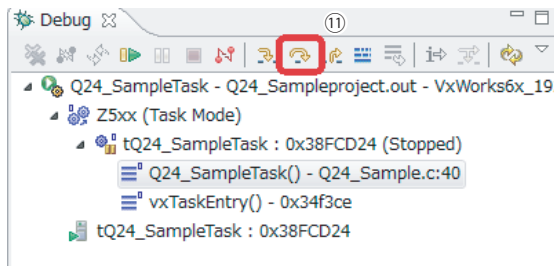 Debug
⑪
Q24_SampleTask - Q24_Sampleproject.out - VxWorks6x_19
Z5xx (Task Mode)
tQ24_SampleTask : 0x38FCD24 (Stopped)
Q24_SampleTask() - Q24_Sample.c:40
vxTaskEntry() - 0x34f3ce
tQ24_SampleTask : 0x38FCD24